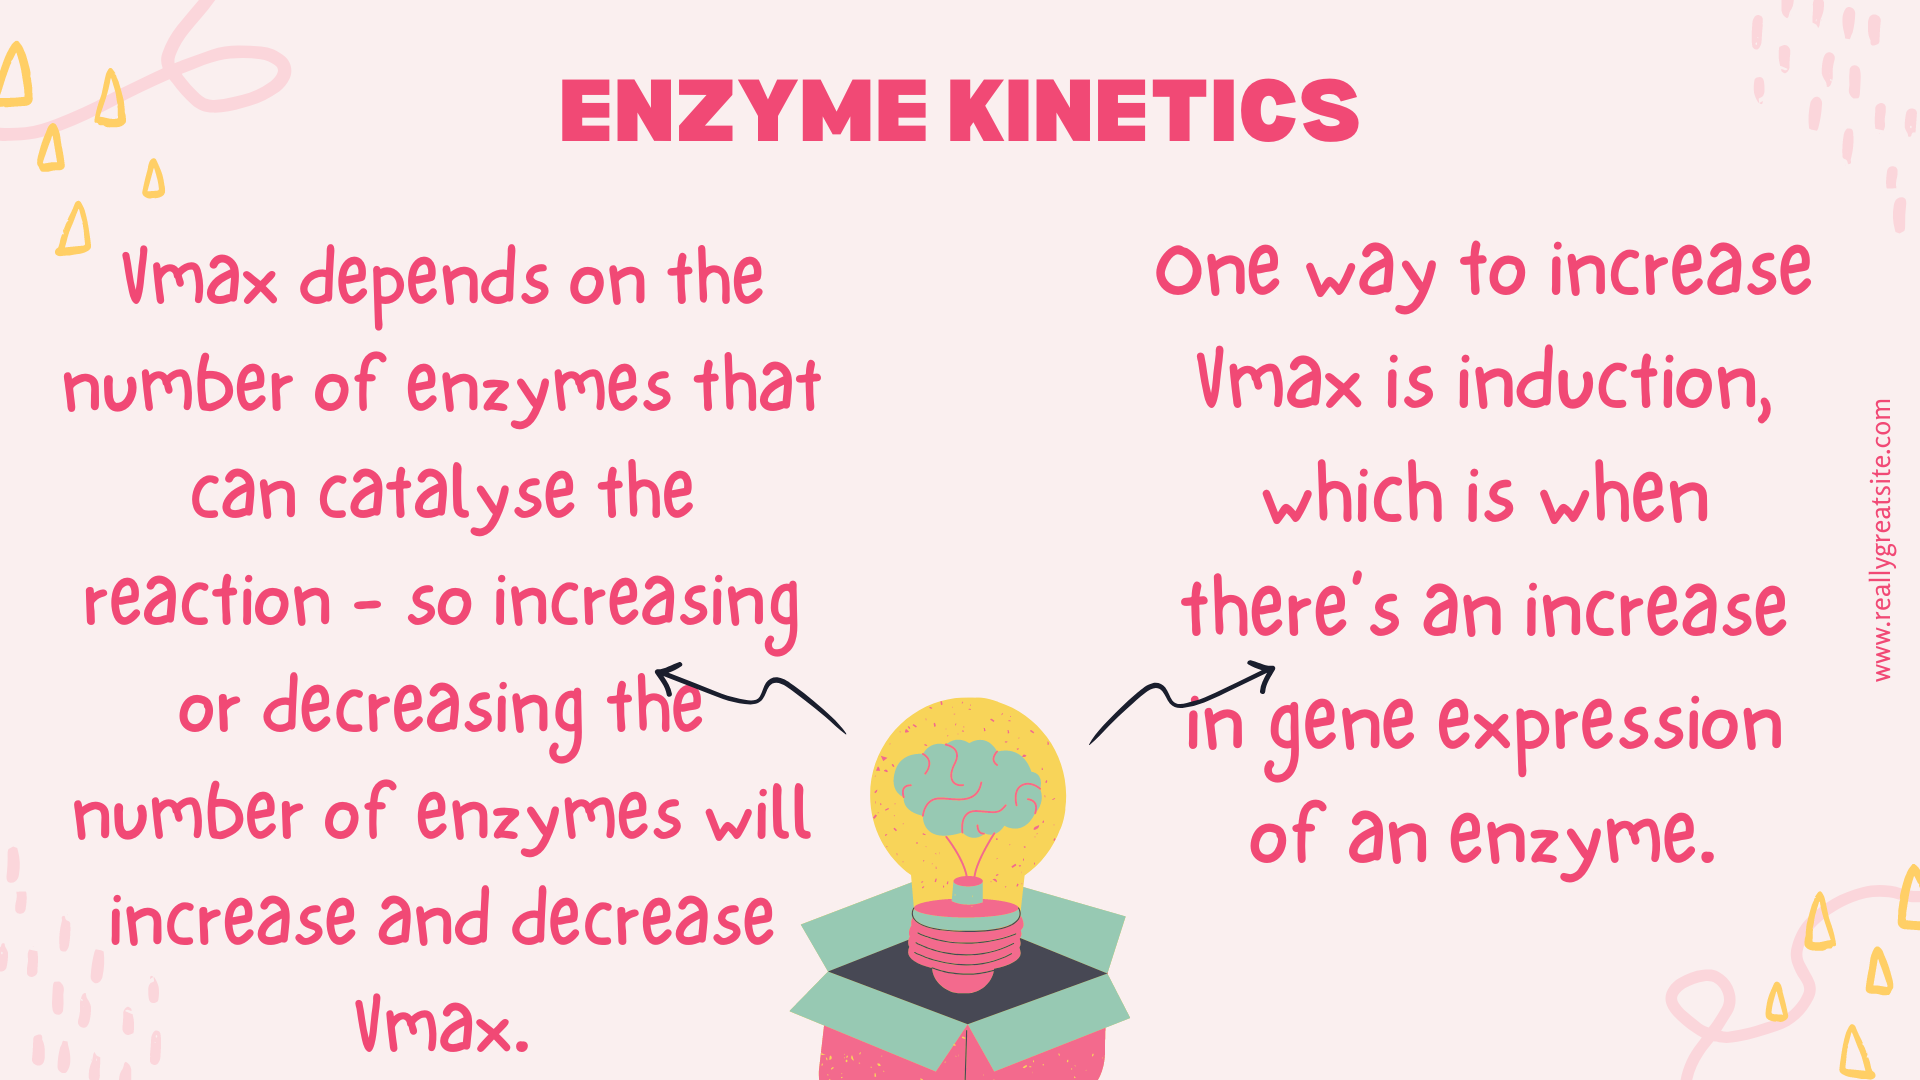 ENZYME KINETICS
Vmax depends on the
number of enzymes that
can catalyse the
reaction - so increasing
or decreasing the
number of enzymes will
increase and decrease
Vmax.
One way to increase
Vmax is induction,
which is when
there's an increase
in gene expression
of an enzyme.
www.reallygreatsite.com